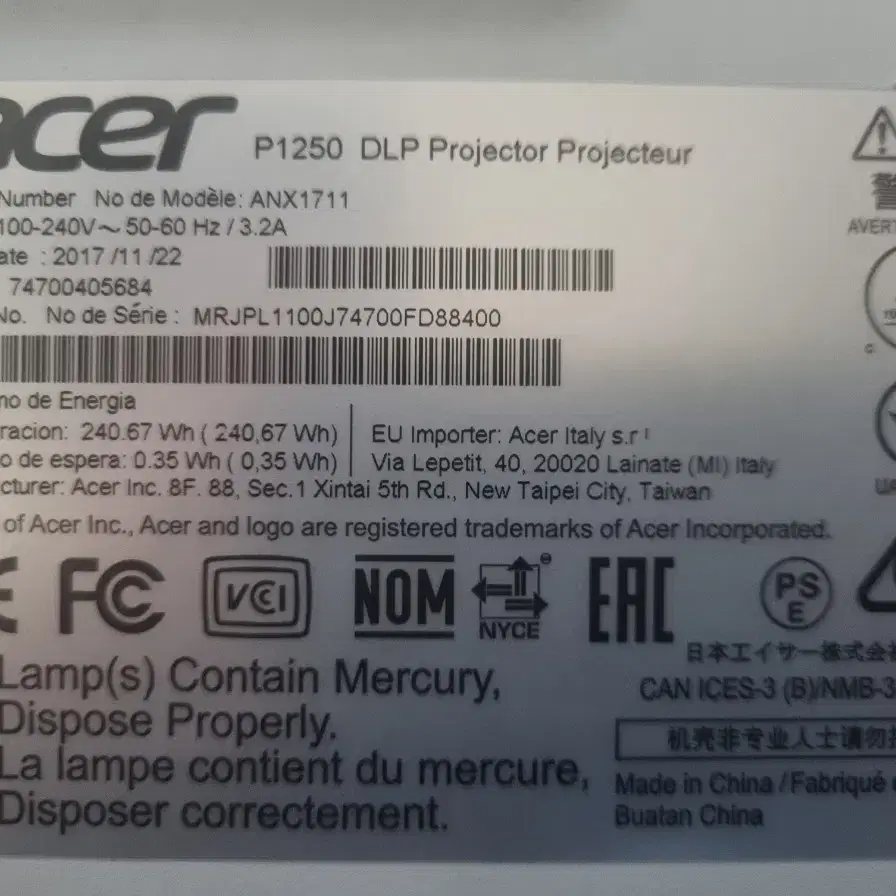 acer
P1250 DLP Projector Projecteur
Number No de Modèle: ANX1711
100-240V~ 50-60 Hz / 3.2A
ate : 2017 /11 /22
74700405684
No. No de Série : MRJPL1100J74700FD88400
no de Energia
racion: 240.67 Wh ( 240,67 Wh)
o de espera: 0.35 Wh ( 0,35 Wh)
EU Importer: Acer Italy s.r
Via Lepetit, 40, 20020 Lainate (MI) Italy
cturer: Acer Inc. 8F. 88, Sec.1 Xintai 5th Rd., New Taipei City, Taiwan
of Acer Inc., Acer and logo are registered trademarks of Acer Incorporated.
警
AVERT
CE FC VCI NOM NYCE EAC PSE
日本エイサー株式会
CAN ICES-3 (B)/NMB-3
机壳非专业人士请勿
Lamp(s) Contain Mercury,
Dispose Properly.
La lampe contient du mercure,
Disposer correctement.
Made in China / Fabriqué
Buatan China